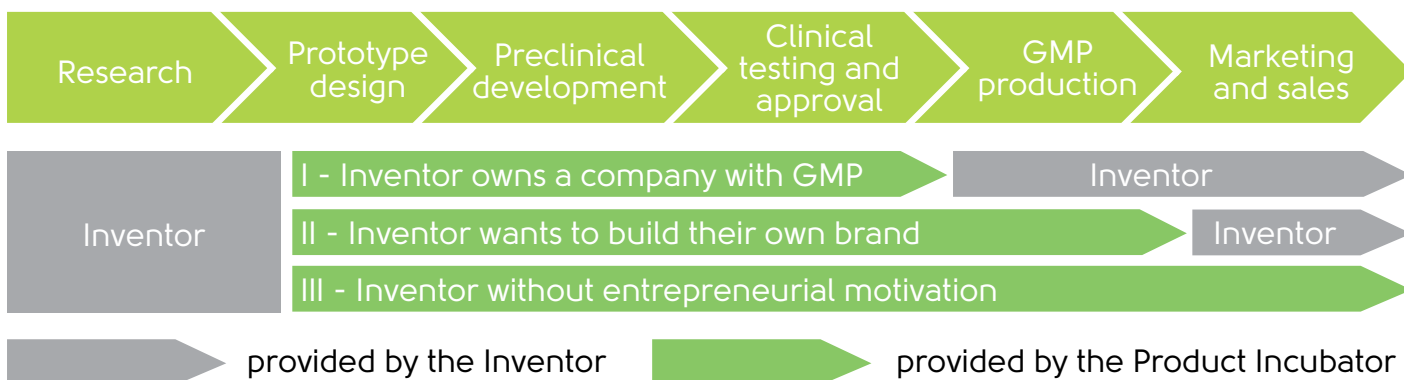 Research
Prototype
design
Preclinical
development
Clinical
testing and
approval
GMP
production
Marketing
and sales
Inventor
I - Inventor owns a company with GMP
Inventor
II - Inventor wants to build their own brand
Inventor
III - Inventor without entrepreneurial motivation
provided by the Inventor
provided by the Product Incubator